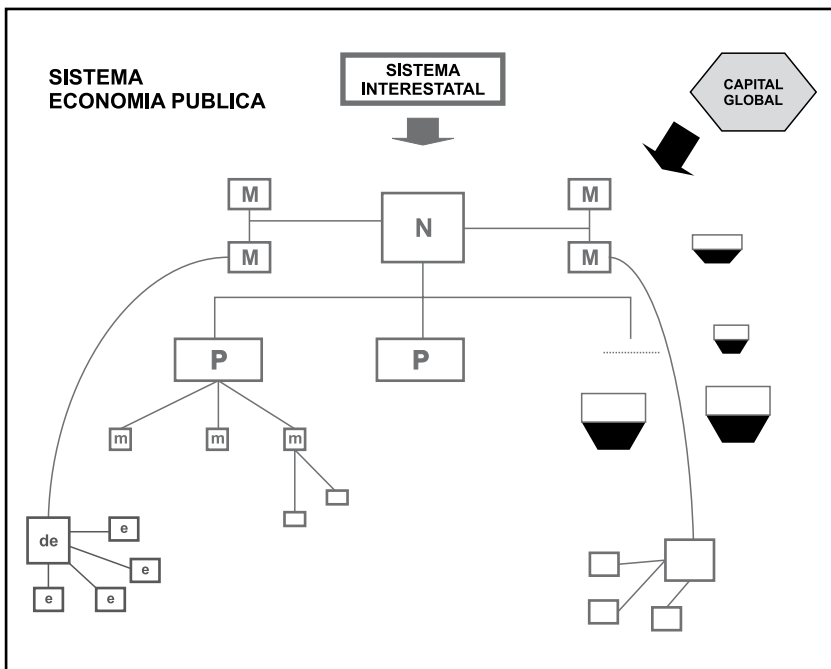 SISTEMA
ECONOMIA PUBLICA
SISTEMA
INTERESTATAL
CAPITAL
GLOBAL
M
M
N
M
M
P
P
m
m
m
de
e
e
e
e